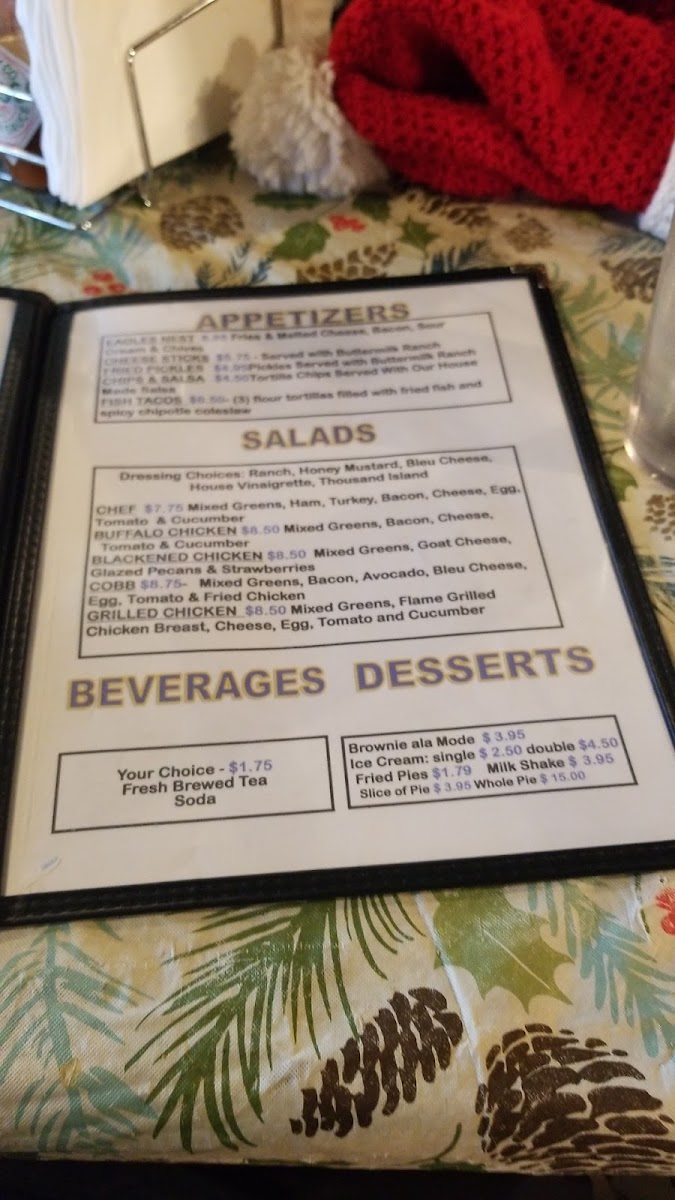 APPETIZERS
EAGLES NEST Fries & Melted Cheese, Bacon, Sour
Cream & Chives
CHEESE STICKS $5.75 - Served with Buttermilk Ranch
FRIED PICKLES $4.95Pickles Served with Buttermilk Ranch
CHIPS & SALSA $4.50Tortilla Chips Served With Our House
Made Salsa
FISH TACOS $6.50- (3) flour tortillas filled with fried fish and
spicy chipotle coleslaw
SALADS
Dressing Choices: Ranch, Honey Mustard, Bleu Cheese,
House Vinaigrette, Thousand Island
CHEF $7.75 Mixed Greens, Ham, Turkey, Bacon, Cheese, Egg,
Tomato & Cucumber
BUFFALO CHICKEN $8.50 Mixed Greens, Bacon, Cheese,
Tomato & Cucumber
BLACKENED CHICKEN $8.50 Mixed Greens, Goat Cheese,
Glazed Pecans & Strawberries
COBB $8.75- Mixed Greens, Bacon, Avocado, Bleu Cheese,
Egg, Tomato & Fried Chicken
GRILLED CHICKEN $8.50 Mixed Greens, Flame Grilled
Chicken Breast, Cheese, Egg, Tomato and Cucumber
BEVERAGES DESSERTS
Your Choice - $1.75
Fresh Brewed Tea
Soda
Brownie ala Mode $ 3.95
Ice Cream: single $ 2.50 double $4.50
Fried Pies $1.79 Milk Shake $ 3.95
Slice of Pie $ 3.95 Whole Pie $ 15.00